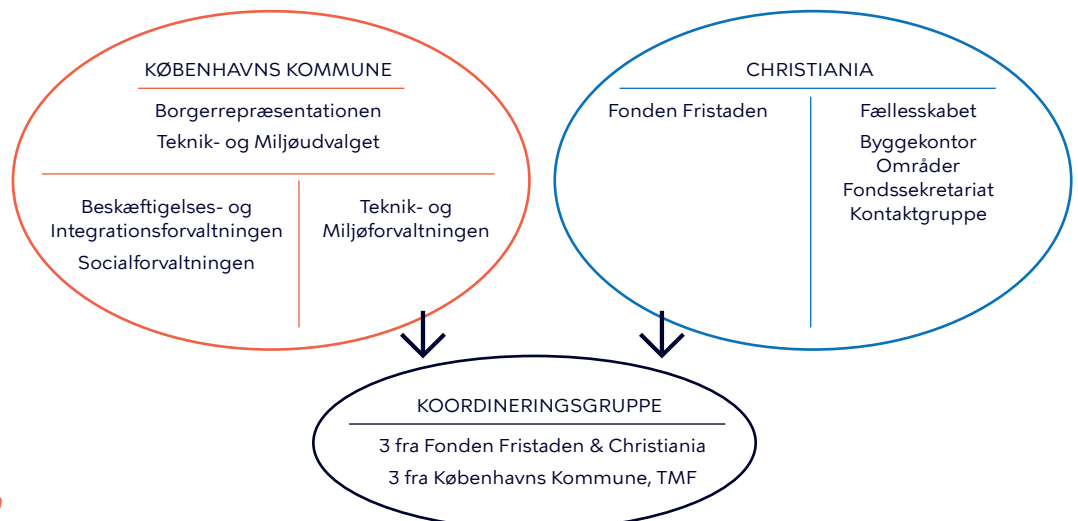 KØBENHAVNS KOMMUNE
Borgerrepræsentationen
Teknik- og Miljøudvalget
Beskæftigelses- og
Integrationsforvaltningen
Socialforvaltningen
Teknik- og
Miljøforvaltningen
CHRISTIANIA
Fonden Fristaden
Fællesskabet
Byggekontor
Områder
Fondssekretariat
Kontaktgruppe
KOORDINERINGSGRUPPE
3 fra Fonden Fristaden & Christiania
3 fra Københavns Kommune, TMF